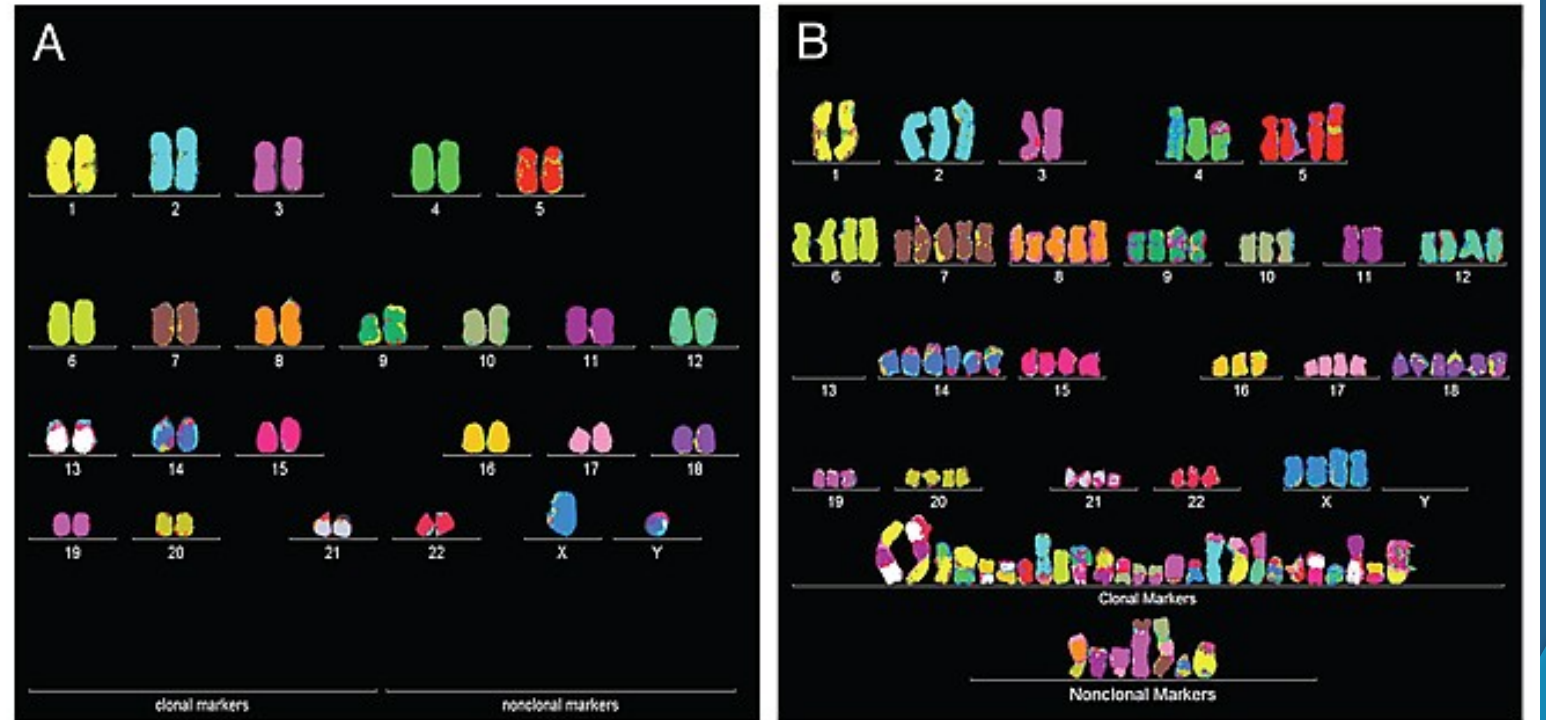 A
1 2 3 4 5
6 7 8 9 10 11 12
13 14 15 16 17 18
19 20 21 22 X Y
clonal markers nonclonal markers
B
1 2 3 4 5
6 7 8 9 10 11 12
13 14 15 16 17 18
19 20 21 22 X Y
Clonal Markers
Nonclonal Markers